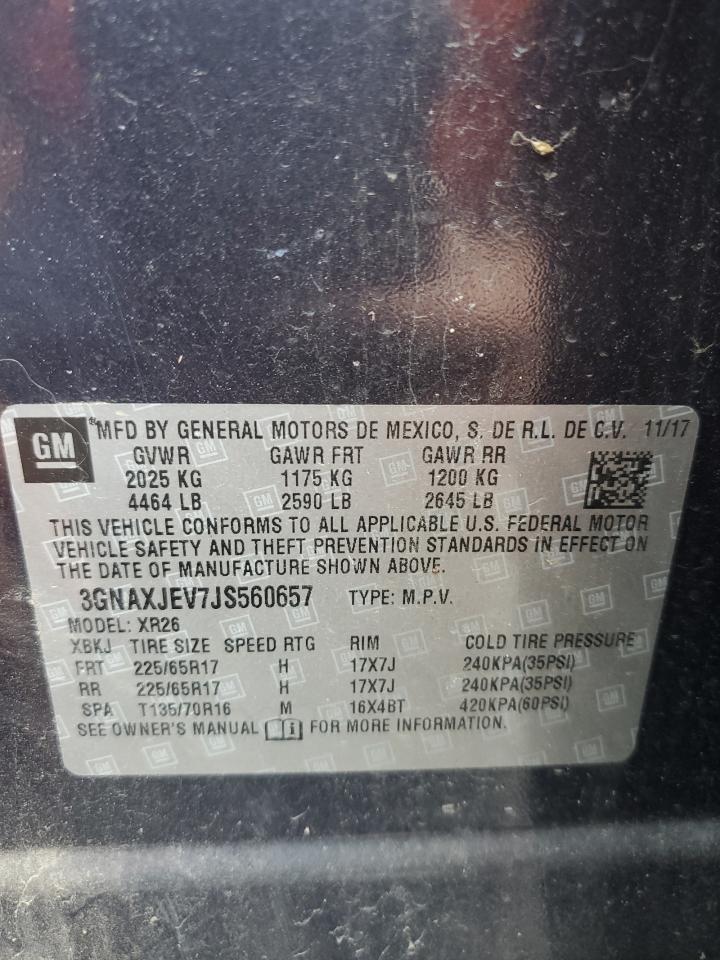 GM ®MFD BY GENERAL MOTORS DE MEXICO, S. DE R.L. DE C.V. 11/17
GVWR GAWR FRT GAWR RR
2025 KG 1175 KG 1200 KG
4464 LB 2590 LB 2645 LB
THIS VEHICLE CONFORMS TO ALL APPLICABLE U.S. FEDERAL MOTOR
VEHICLE SAFETY AND THEFT PREVENTION STANDARDS IN EFFECT ON
THE DATE OF MANUFACTURE SHOWN ABOVE.
3GNAXJEV7JS560657 TYPE: M.P.V.
MODEL: XR26
XBKJ TIRE SIZE SPEED RTG RIM COLD TIRE PRESSURE
FRT 225/65R17 H 17X7J 240KPA(35PSI)
RR 225/65R17 H 17X7J 240KPA(35PSI)
SPA T135/70R16 M 16X4BT 420KPA(60PSI)
SEE OWNER'S MANUAL i FOR MORE INFORMATION.